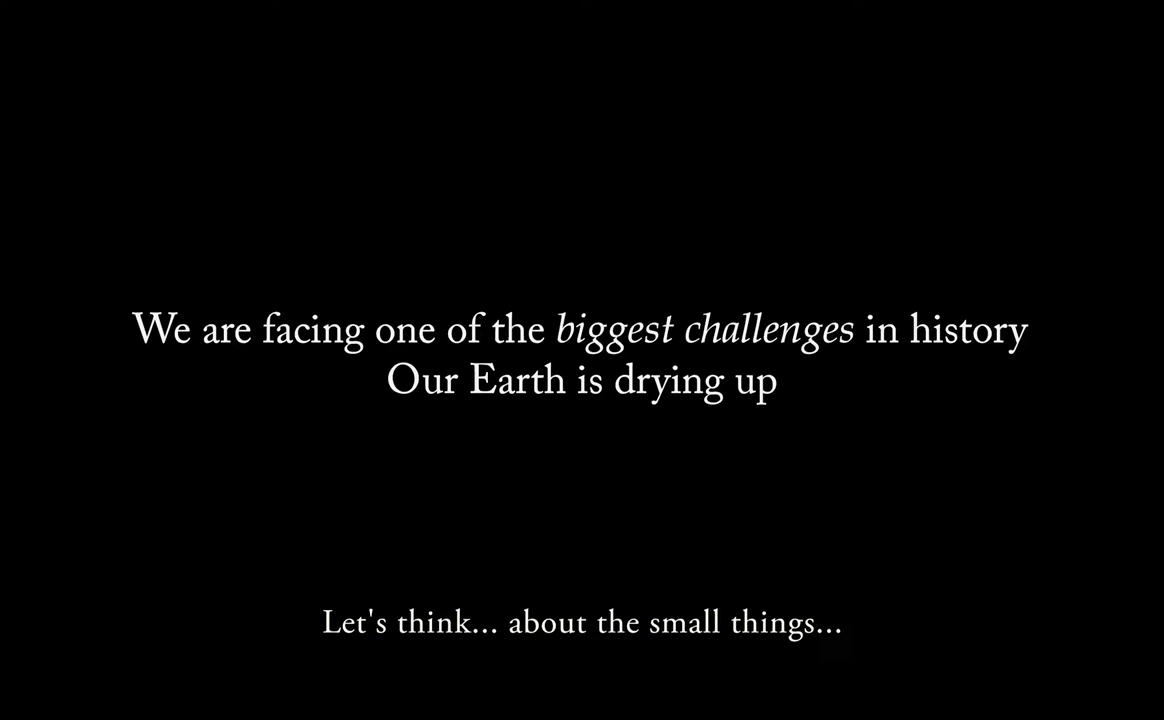 We are facing one of the biggest challenges in history
Our Earth is drying up
Let's think... about the small things...